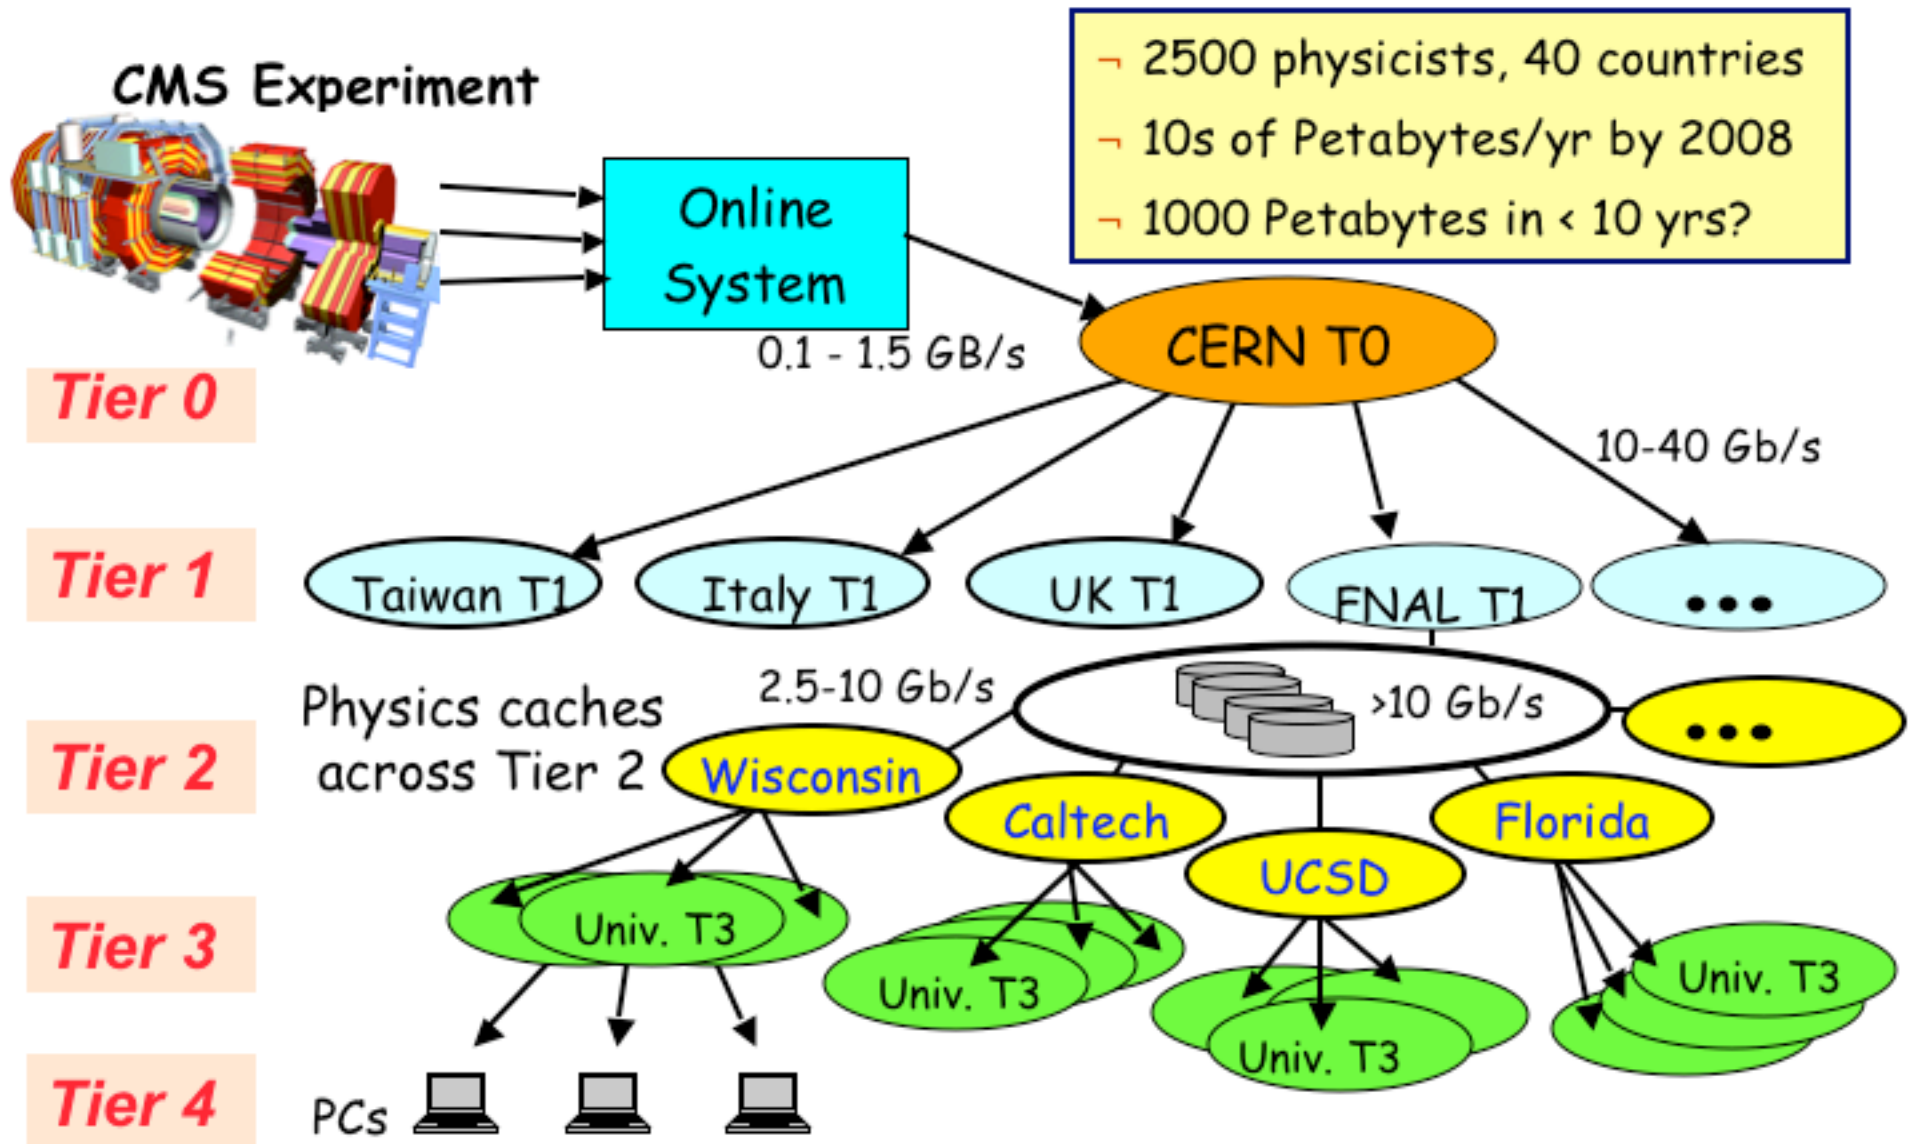 CMS Experiment
¬ 2500 physicists, 40 countries
¬ 10s of Petabytes/yr by 2008
¬ 1000 Petabytes in < 10 yrs?
Online
System
0.1 - 1.5 GB/s
CERN T0
Tier 0
10-40 Gb/s
Tier 1
Taiwan T1
Italy T1
UK T1
FNAL T1
•••
Physics caches
across Tier 2
2.5-10 Gb/s
>10 Gb/s
•••
Tier 2
Wisconsin
Caltech
UCSD
Florida
Tier 3
Univ. T3
Univ. T3
Univ. T3
Univ. T3
Tier 4
PCs